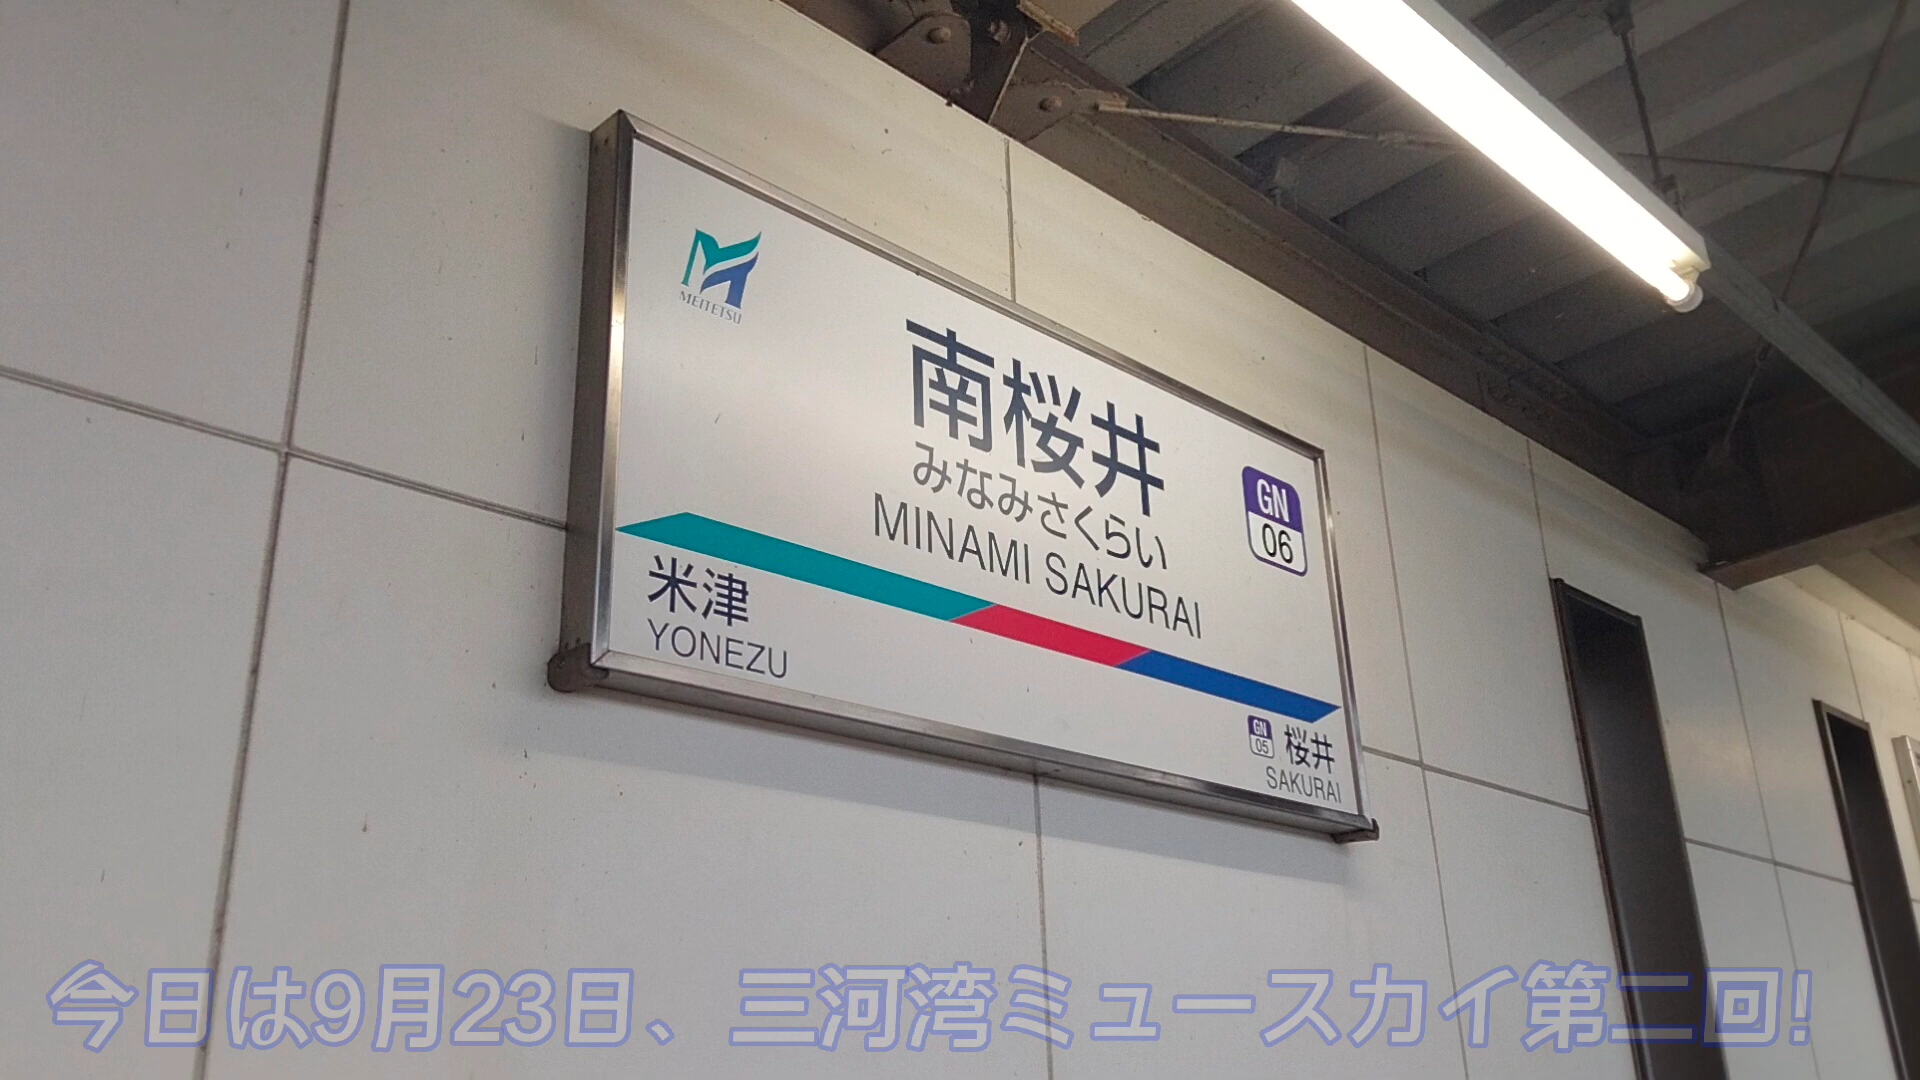 MEITETSU
南桜井
みなみさくらい
MINAMI SAKURAI
GN
06
米津
YONEZU
GN
05
桜井
SAKURAI
今日は9月23日、三河湾ミュースカイ第二回!